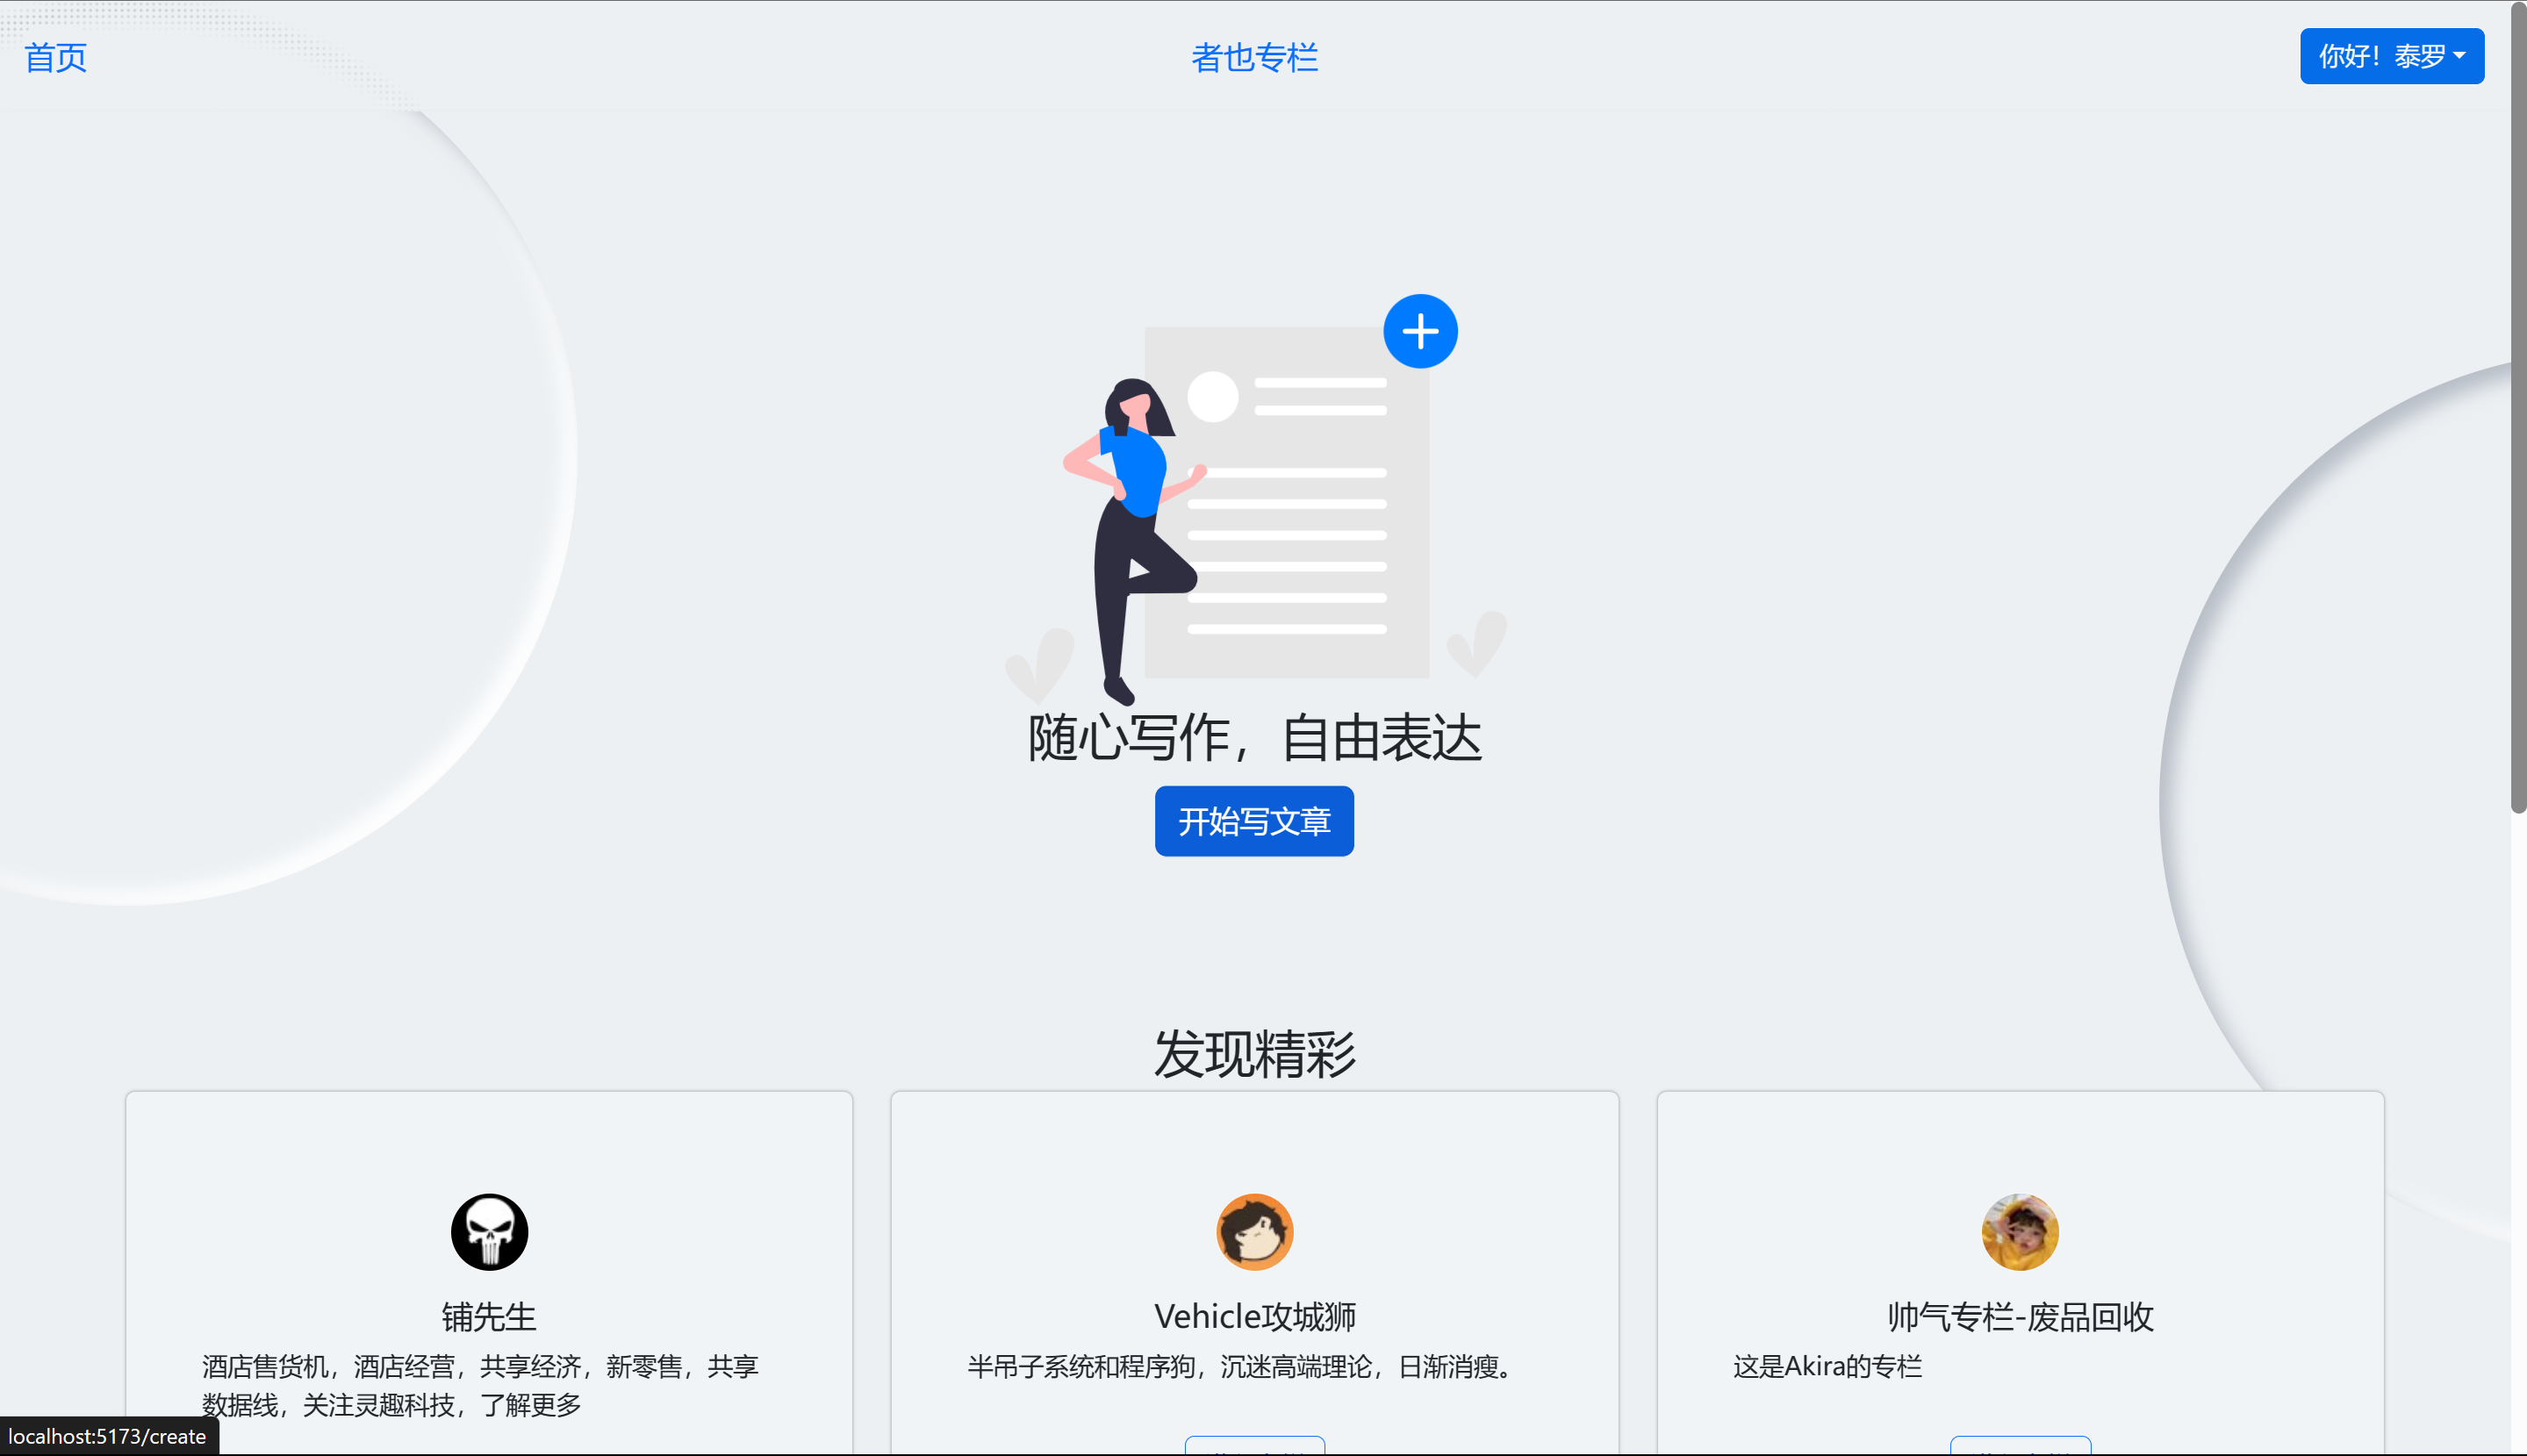 首页
者也专栏
你好！泰罗
随心写作，自由表达
开始写文章
发现精彩
铺先生
酒店售货机，酒店经营，共享经济，新零售，共享
数据线，关注灵趣科技，了解更多
Vehicle攻城狮
半吊子系统和程序狗，沉迷高端理论，日渐消瘦。
帅气专栏-废品回收
这是Akira的专栏
localhost:5173/create